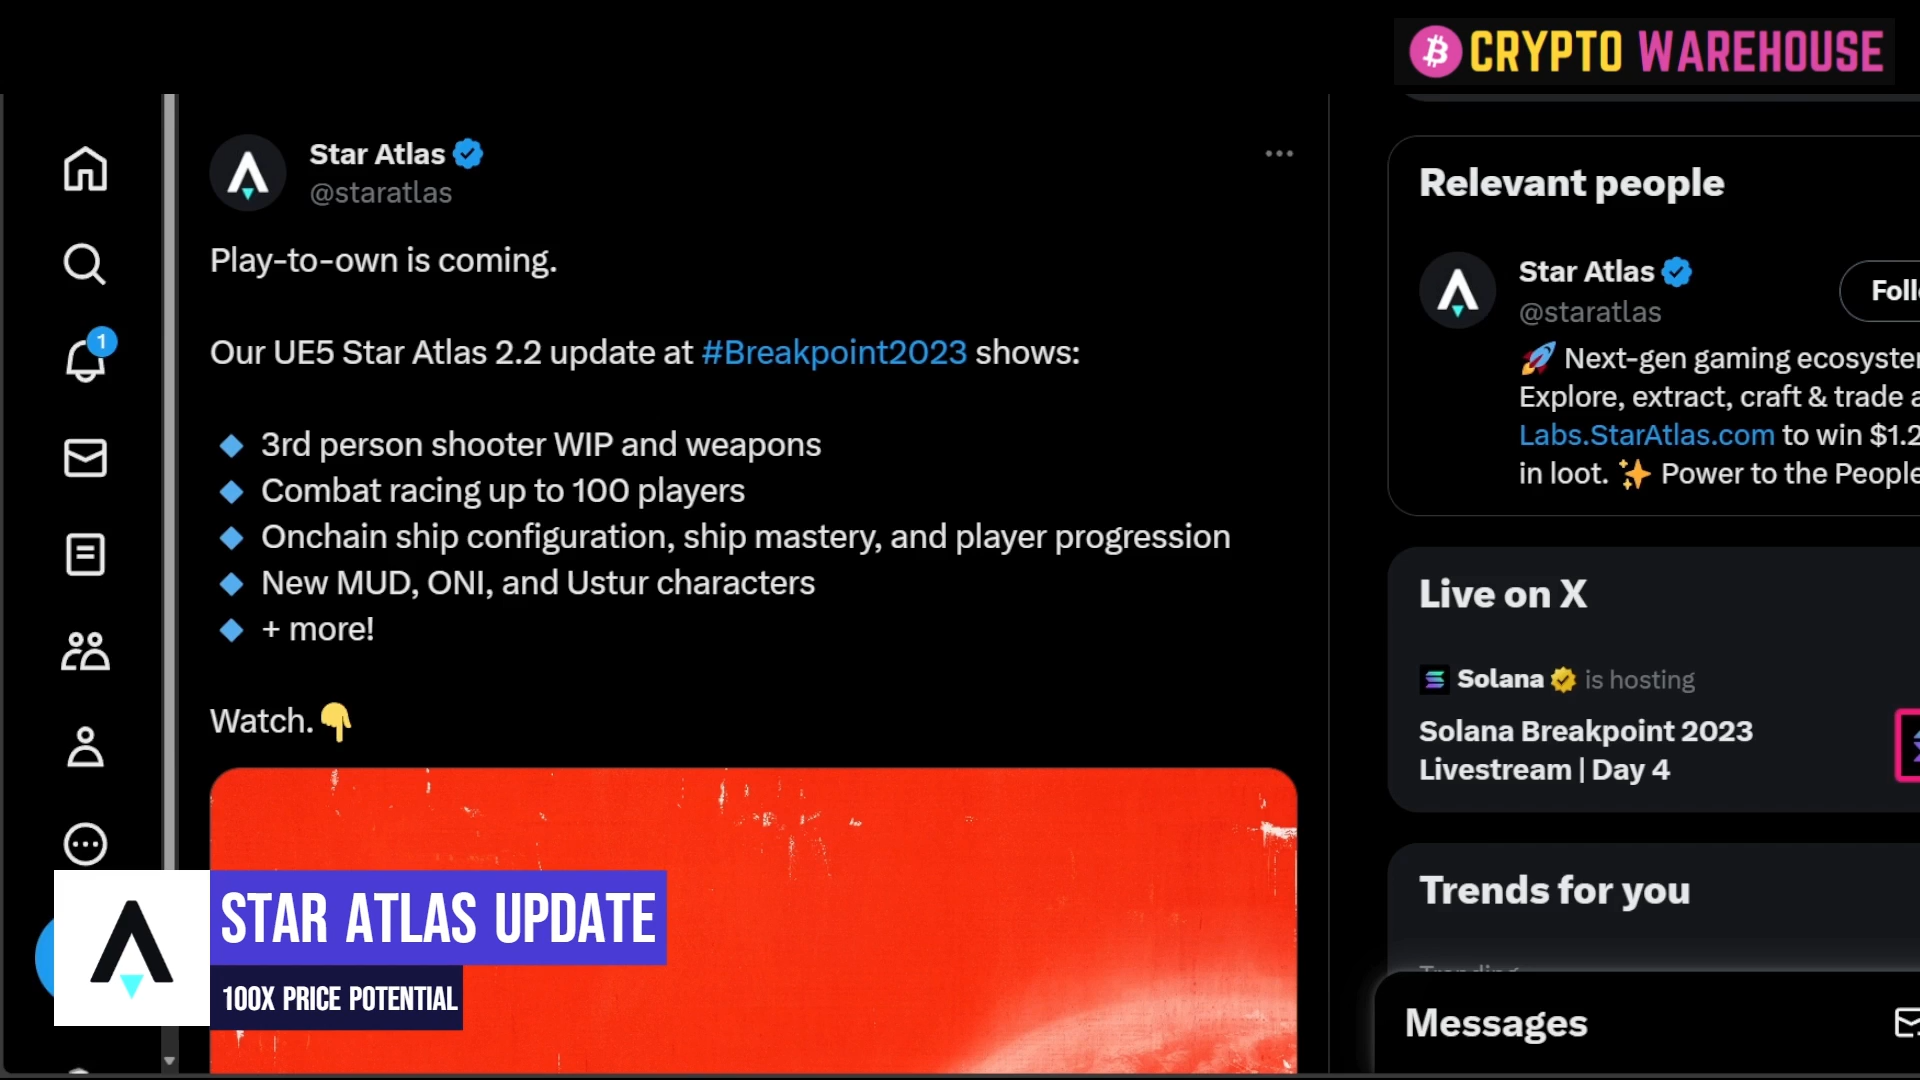 CRYPTO WAREHOUSE
Star Atlas
@staratlas
Play-to-own is coming.
Our UE5 Star Atlas 2.2 update at #Breakpoint2023 shows:
3rd person shooter WIP and weapons
Combat racing up to 100 players
Onchain ship configuration, ship mastery, and player progression
New MUD, ONI, and Ustur characters
+ more!
Watch.
STAR ATLAS UPDATE
100X PRICE POTENTIAL
1
Relevant people
Star Atlas
@staratlas
Next-gen gaming
Explore, extract, craft & trade
Labs.StarAtlas.com to win
in loot. Power to the People
Live on X
Solana is hosting
Solana Breakpoint 2023
Livestream | Day 4
Trends for you
Messages